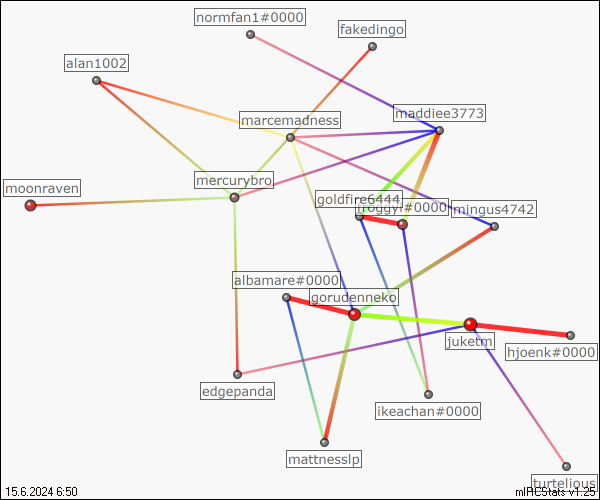 normfan1#0000
fakedingo
alan1002
marcemadness
maddiee3773
mercurybro
moonraven
goldfire6444
froggyf#0000
mingus4742
albamare#0000
gorudenneko
juketm
hjoenk#0000
edgepanda
ikeachan#0000
mattnesslp
turtelious
15.6.2024 6:50
mIRCStats v1.25